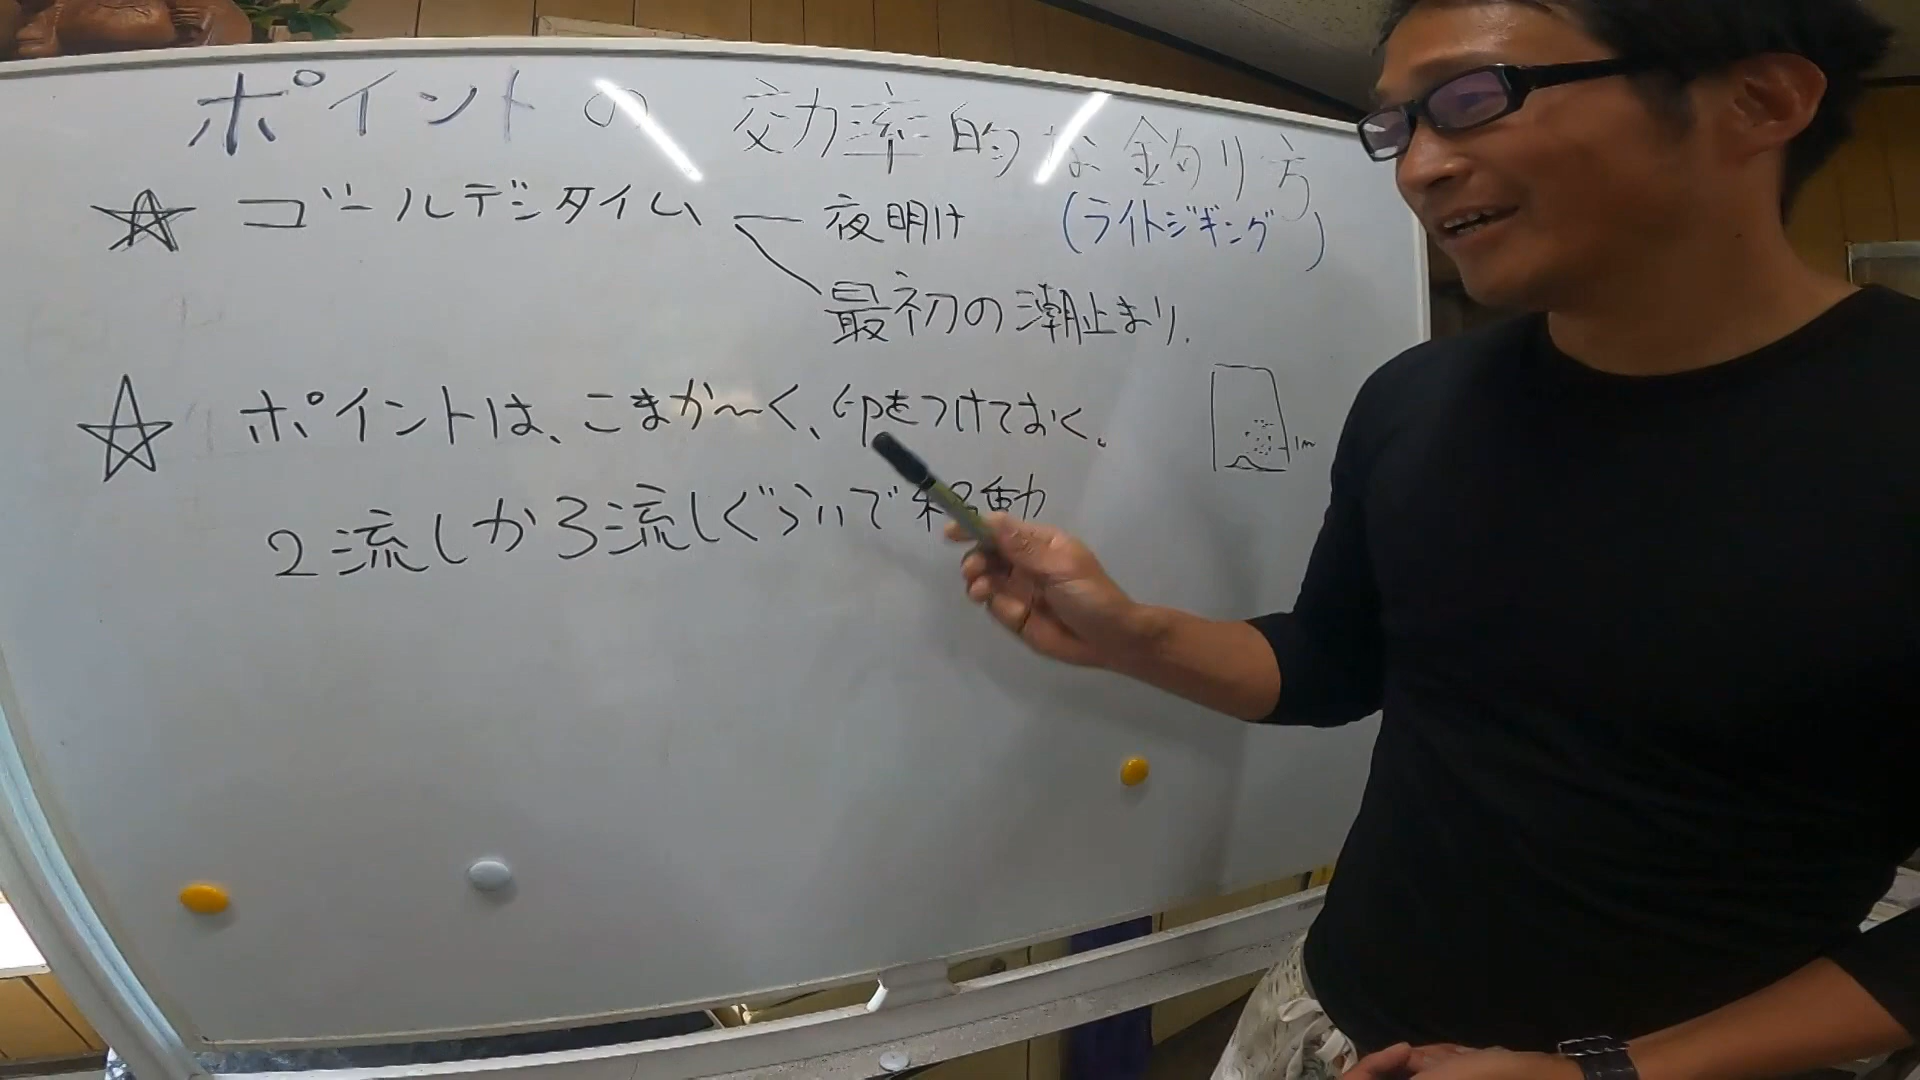 ポイントの 効率的な釣り方
☆ ゴールデンタイム 夜明け (ライトジギング)
最初の潮止まり.
☆ ポイントは、こまか〜く、印をつけておく。
1m
2流しか3流しぐらいで移動